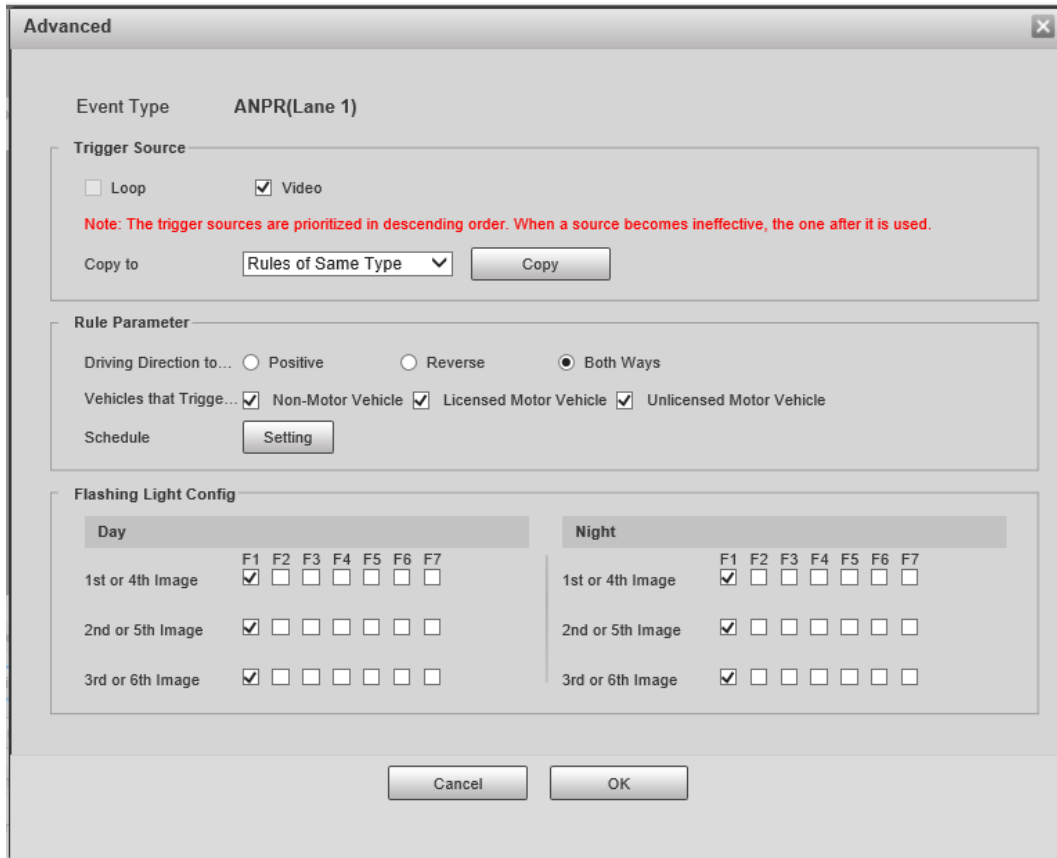 Advanced
Event Type ANPR(Lane 1)
Trigger Source
Loop Video
Note: The trigger sources are prioritized in descending order. When a source becomes ineffective, the one after it is used.
Copy to Rules of Same Type Copy
Rule Parameter
Driving Direction to... Positive Reverse Both Ways
Vehicles that Trigge... Non-Motor Vehicle Licensed Motor Vehicle Unlicensed Motor Vehicle
Schedule Setting
Flashing Light Config
Day Night
F1 F2 F3 F4 F5 F6 F7 F1 F2 F3 F4 F5 F6 F7
1st or 4th Image 1st or 4th Image
2nd or 5th Image 2nd or 5th Image
3rd or 6th Image 3rd or 6th Image
Cancel OK